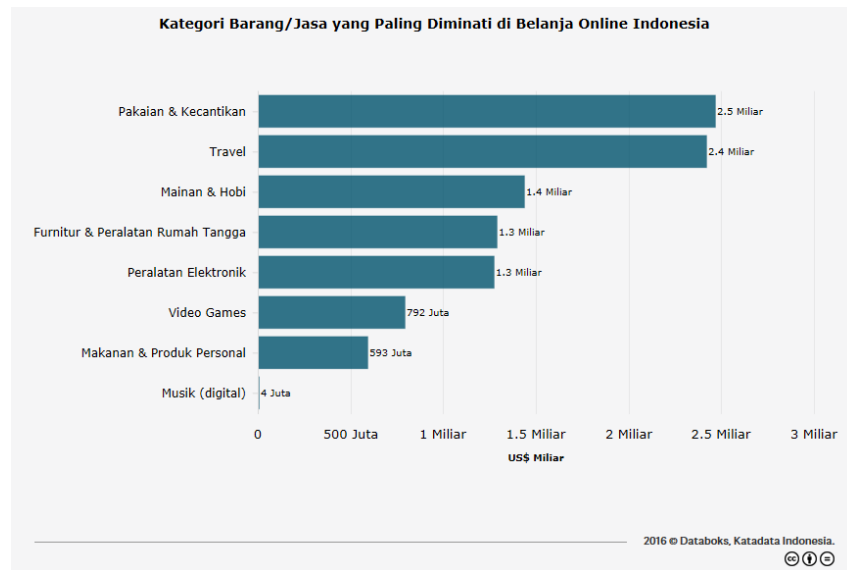 Kategori Barang/Jasa yang Paling Diminati di Belanja Online Indonesia
Pakaian & Kecantikan 2.5 Miliar
Travel 2.4 Miliar
Mainan & Hobi 1.4 Miliar
Furnitur & Peralatan Rumah Tangga 1.3 Miliar
Peralatan Elektronik 1.3 Miliar
Video Games 792 Juta
Makanan & Produk Personal 593 Juta
Musik (digital) 4 Juta
0 500 Juta 1 Miliar 1.5 Miliar 2 Miliar 2.5 Miliar 3 Miliar
US$ Miliar
2016 © Databoks, Katadata Indonesia.